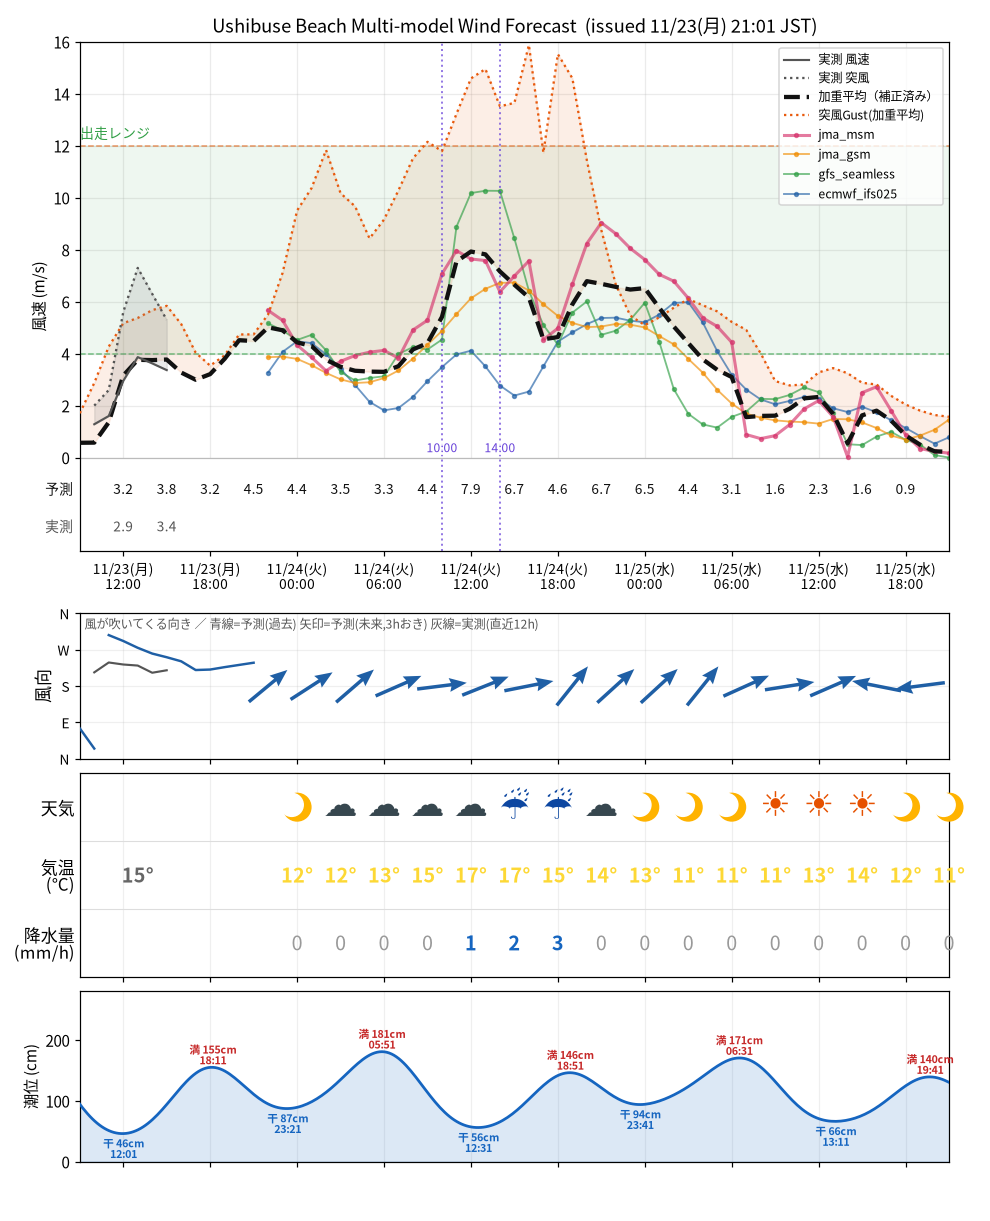 Ushibuse Beach Multi-model Wind Forecast (issued 11/23(月) 21:01 JST)
風速 (m/s)
16
14
12
10
8
6
4
2
0
出走レンジ
実測 風速
実測 突風
加重平均（補正済み）
突風Gust(加重平均)
jma_msm
jma_gsm
gfs_seamless
ecmwf_ifs025
10:00 14:00
予測 3.2 3.8 3.2 4.5 4.4 3.5 3.3 4.4 7.9 6.7 4.6 6.7 6.5 4.4 3.1 1.6 2.3 1.6 0.9
実測 2.9 3.4
11/23(月) 11/23(月) 11/24(火) 11/24(火) 11/24(火) 11/24(火) 11/25(水) 11/25(水) 11/25(水) 11/25(水)
12:00 18:00 00:00 06:00 12:00 18:00 00:00 06:00 12:00 18:00
風向
N
W
S
E
N
風が吹いてくる向き ／ 青線=予測(過去) 矢印=予測(未来,3hおき) 灰線=実測(直近12h)
天気
気温
(°C)
15° 12° 12° 13° 15° 17° 17° 15° 14° 13° 11° 11° 11° 13° 14° 12° 11°
降水量
(mm/h)
0 0 0 0 1 2 3 0 0 0 0 0 0 0 0 0
潮位 (cm)
200
100
0
満 155cm
18:11
満 181cm
05:51
満 146cm
18:51
満 171cm
06:31
満 140cm
19:41
干 46cm
12:01
干 87cm
23:21
干 56cm
12:31
干 94cm
23:41
干 66cm
13:11